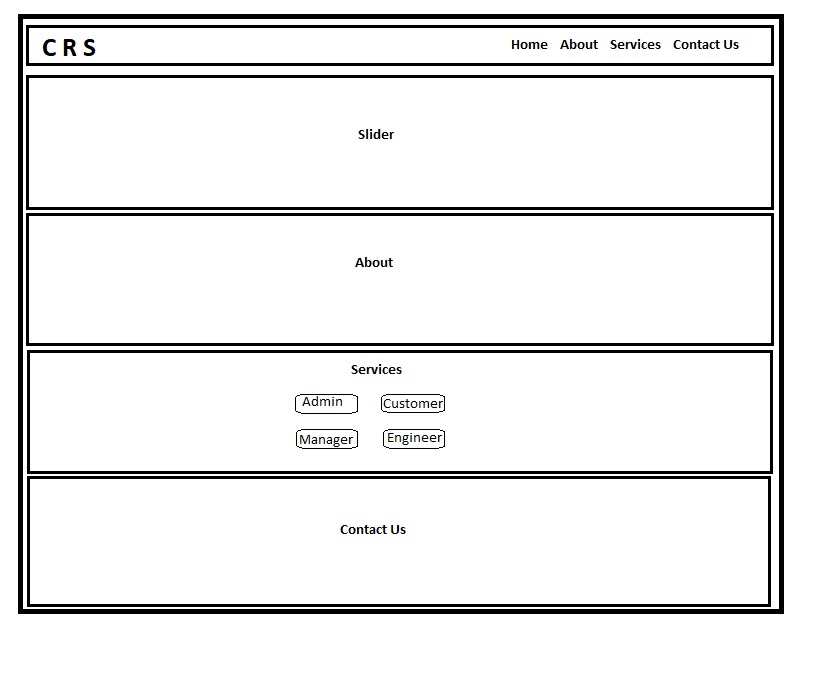 C R S Home About Services Contact Us
Slider
About
Services
Admin Customer
Manager Engineer
Contact Us